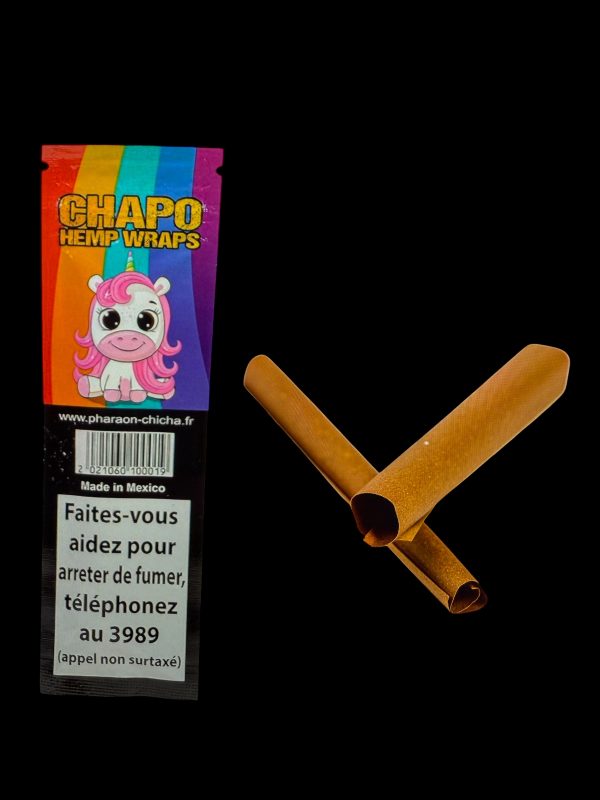 CHAPO
HEMP WRAPS
www.pharaon-chicha.fr
2 021060 100019
Made in Mexico
Faites-vous
aidez pour
arreter de fumer,
téléphonez
au 3989
(appel non surtaxé)